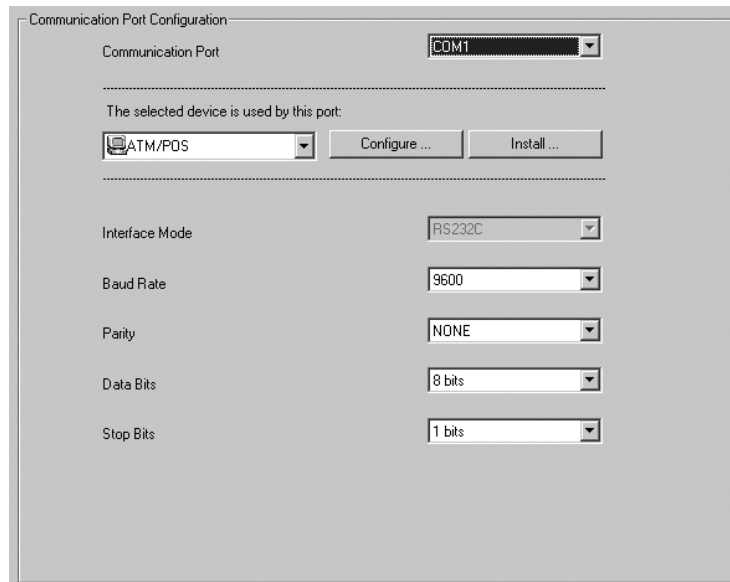 Communication Port Configuration
Communication Port COM1
The selected device is used by this port:
ATM/POS Configure ... Install ...
Interface Mode RS232C
Baud Rate 9600
Parity NONE
Data Bits 8 bits
Stop Bits 1 bits